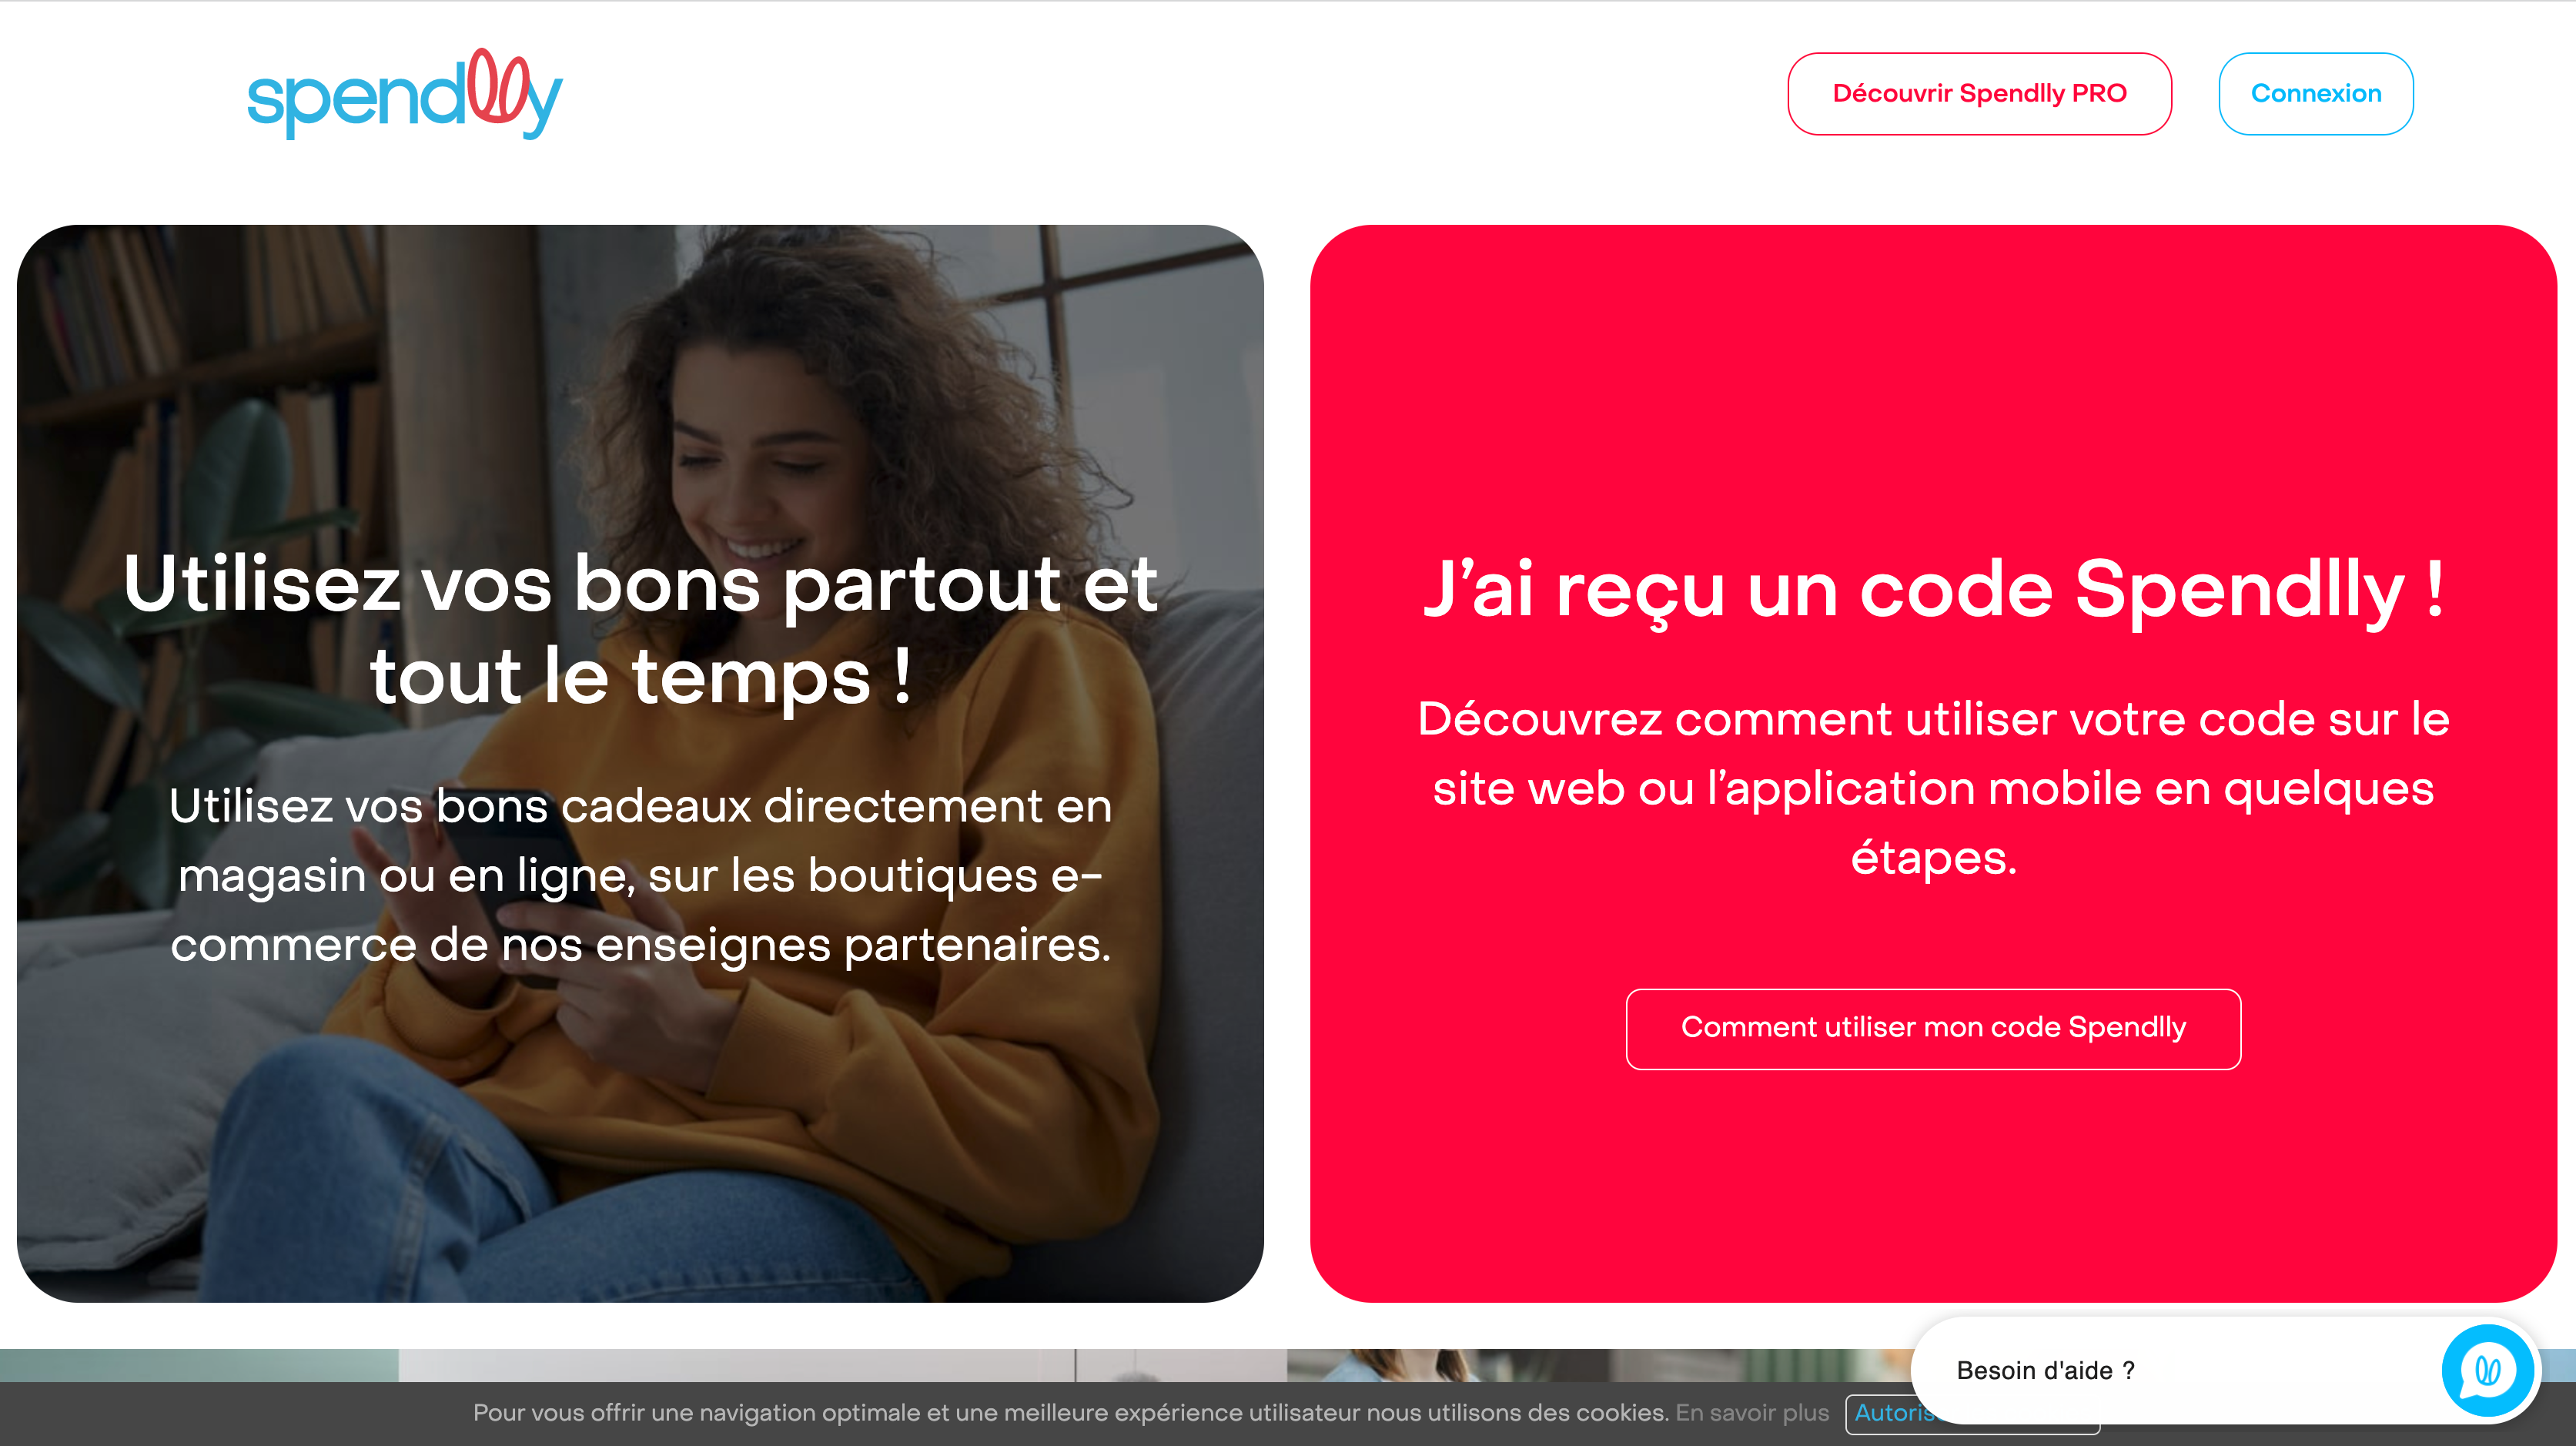 spendlly
Découvrir Spendlly PRO
Connexion
Utilisez vos bons partout et
tout le temps !
Utilisez vos bons cadeaux directement en
magasin ou en ligne, sur les boutiques e-
commerce de nos enseignes partenaires.
J’ai reçu un code Spendlly !
Découvrez comment utiliser votre code sur le
site web ou l’application mobile en quelques
étapes.
Comment utiliser mon code Spendlly
Besoin d'aide ?
Pour vous offrir une navigation optimale et une meilleure expérience utilisateur nous utilisons des cookies. En savoir plus